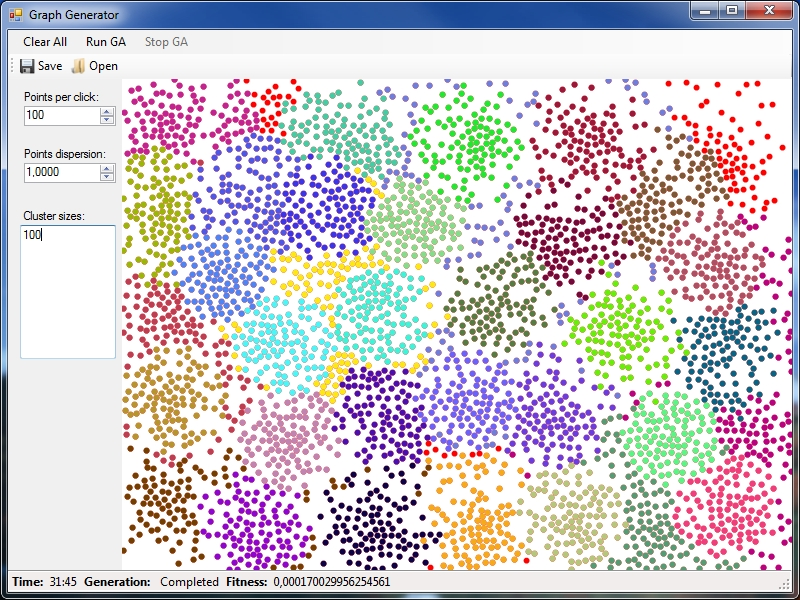 Graph Generator
Clear All Run GA Stop GA
Save Open
Points per click:
100
Points dispersion:
1,0000
Cluster sizes:
100
Time: 31:45 Generation: Completed Fitness: 0,000170029956254561